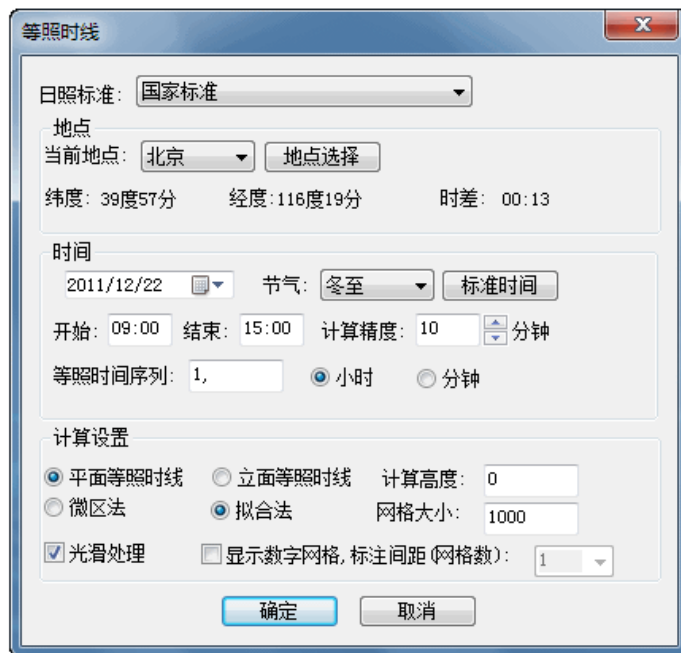 等照时线
日照标准: 国家标准
地点
当前地点: 北京 地点选择
纬度: 39度57分 经度:116度19分 时差: 00:13
时间
2011/12/22 节气: 冬至 标准时间
开始: 09:00 结束: 15:00 计算精度: 10 分钟
等照时间序列: 1, 小时 分钟
计算设置
平面等照时线 立面等照时线 计算高度: 0
微区法 拟合法 网格大小: 1000
光滑处理 显示数字网格,标注间距(网格数): 1
确定 取消